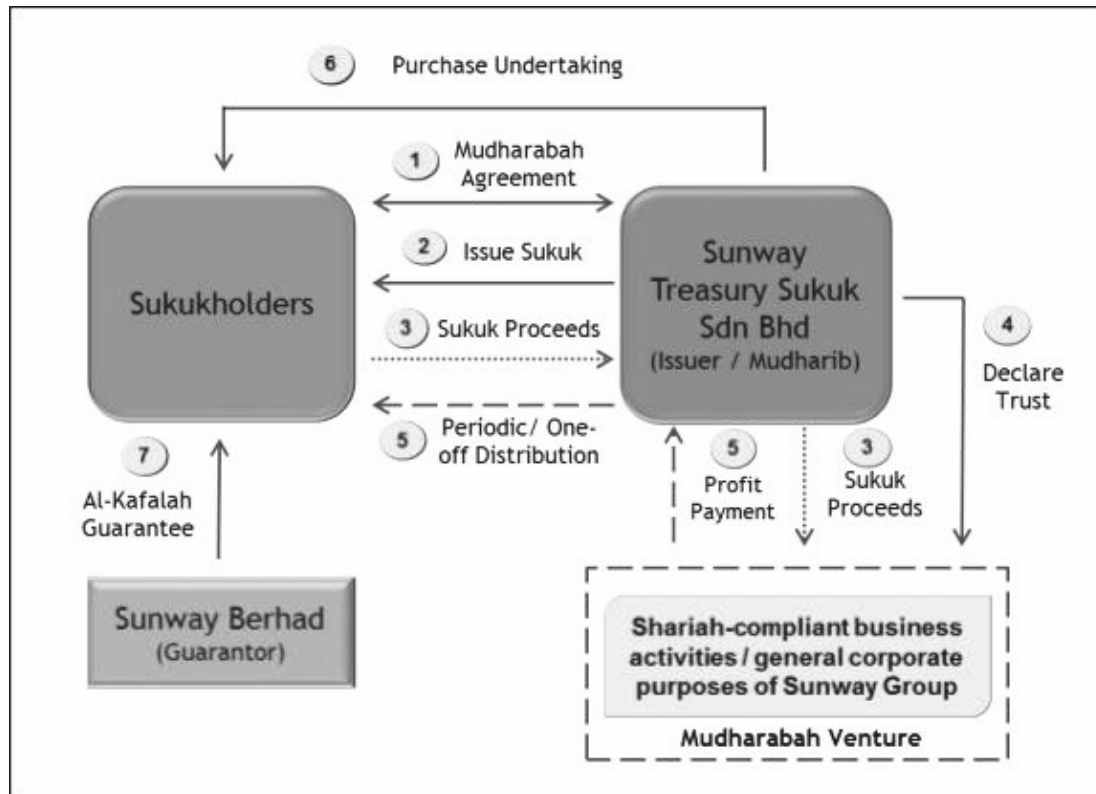 6 Purchase Undertaking
1 Mudharabah
Agreement
2 Issue Sukuk
3 Sukuk Proceeds
5 Periodic/ One-
off Distribution
Sukukholders
Sunway
Treasury Sukuk
Sdn Bhd
(Issuer / Mudharib)
4
Declare
Trust
7
Al-Kafalah
Guarantee
5
Profit
Payment
3
Sukuk
Proceeds
Sunway Berhad
(Guarantor)
Shariah-compliant business
activities / general corporate
purposes of Sunway Group
Mudharabah Venture